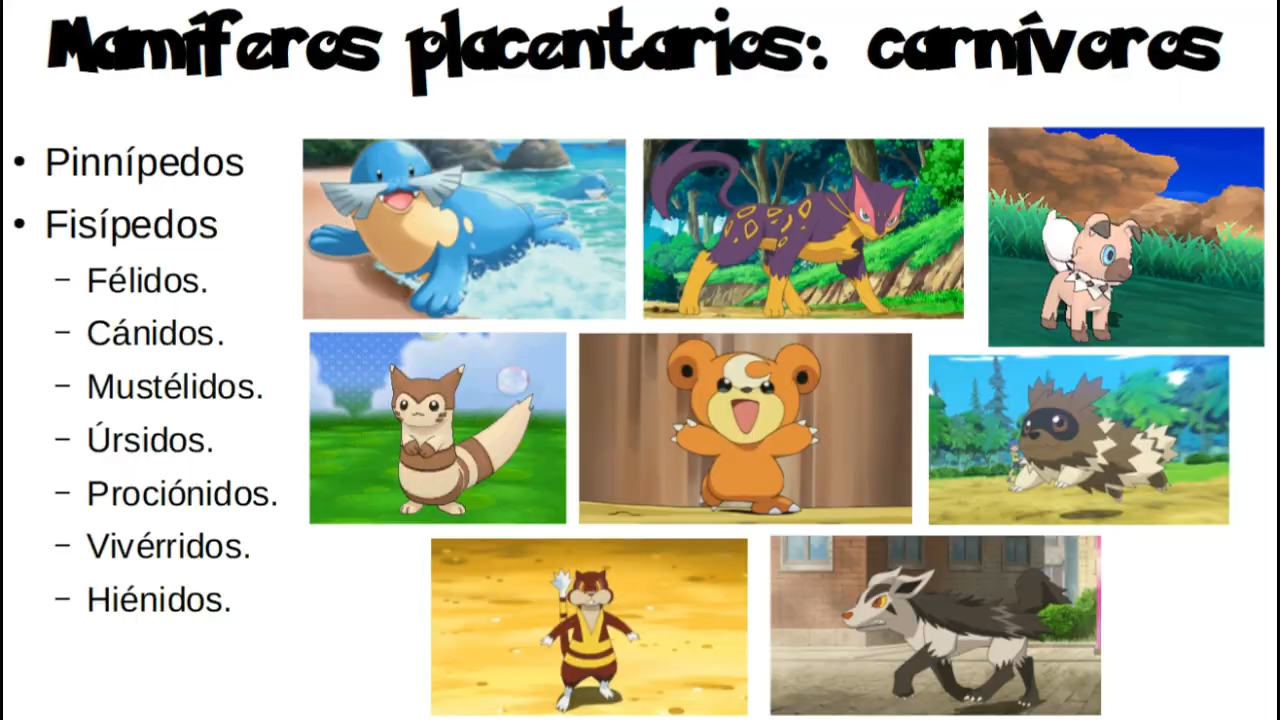 Mamíferos placentarios: carnívoros
• Pinnípedos
• Fisípedos
– Félidos.
– Cánidos.
– Mustélidos.
– Úrsidos.
– Prociónidos.
– Vivérridos.
– Hiénidos.